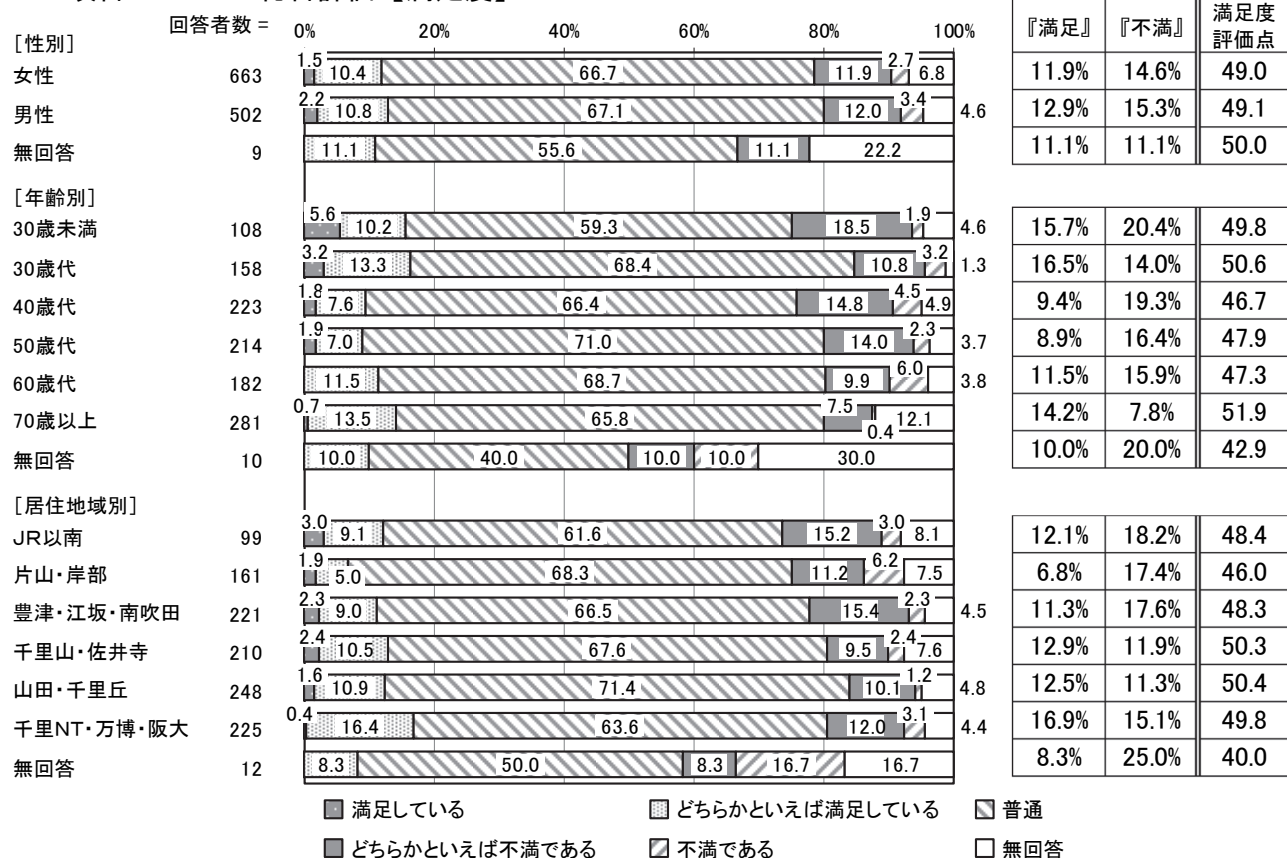 回答者数 = 0% 20% 40% 60% 80% 100% 『満足』 『不満』 満足度評価点
[性別]
女性 663 1.5 10.4 66.7 11.9 2.7 6.8 11.9% 14.6% 49.0
男性 502 2.2 10.8 67.1 12.0 3.4 4.6 12.9% 15.3% 49.1
無回答 9 11.1 55.6 11.1 22.2 11.1% 11.1% 50.0
[年齢別]
30歳未満 108 5.6 10.2 59.3 18.5 1.9 4.6 15.7% 20.4% 49.8
30歳代 158 3.2 13.3 68.4 10.8 3.2 1.3 16.5% 14.0% 50.6
40歳代 223 1.8 7.6 66.4 14.8 4.5 4.9 9.4% 19.3% 46.7
50歳代 214 1.9 7.0 71.0 14.0 2.3 3.7 8.9% 16.4% 47.9
60歳代 182 11.5 68.7 9.9 6.0 3.8 11.5% 15.9% 47.3
70歳以上 281 0.7 13.5 65.8 7.5 0.4 12.1 14.2% 7.8% 51.9
無回答 10 10.0 40.0 10.0 10.0 30.0 10.0% 20.0% 42.9
[居住地域別]
JR以南 99 3.0 9.1 61.6 15.2 3.0 8.1 12.1% 18.2% 48.4
片山・岸部 161 1.9 5.0 68.3 11.2 6.2 7.5 6.8% 17.4% 46.0
豊津・江坂・南吹田 221 2.3 9.0 66.5 15.4 2.3 4.5 11.3% 17.6% 48.3
千里山・佐井寺 210 2.4 10.5 67.6 9.5 2.4 7.6 12.9% 11.9% 50.3
山田・千里丘 248 1.6 10.9 71.4 10.1 1.2 4.8 12.5% 11.3% 50.4
千里NT・万博・阪大 225 0.4 16.4 63.6 12.0 3.1 4.4 16.9% 15.1% 49.8
無回答 12 8.3 50.0 8.3 16.7 16.7 8.3% 25.0% 40.0
満足している どちらかといえば満足している 普通
どちらかといえば不満である 不満である 無回答